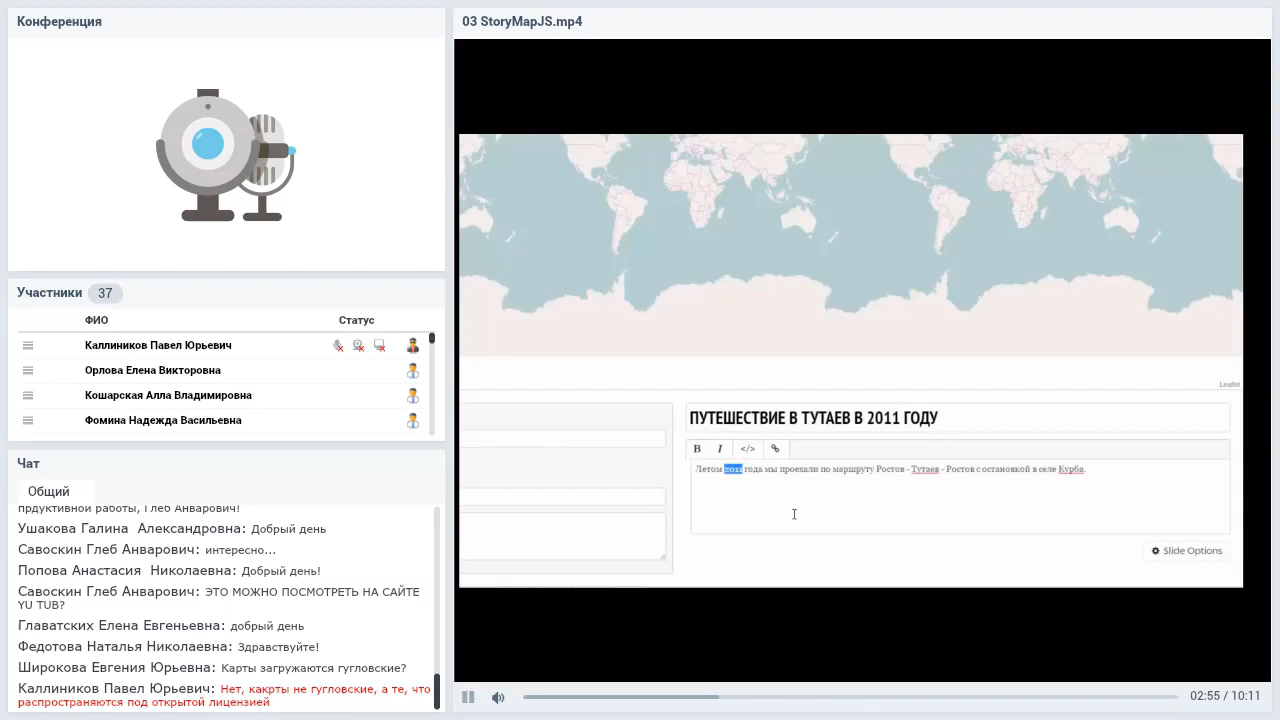 Конференция
03 StoryMapJS.mp4
Leaflet
ПУТЕШЕСТВИЕ В ТУТАЕВ В 2011 ГОДУ
B I </>
Летом 2011 года мы проехали по маршруту Ростов - Тутаев - Ростов с остановкой в селе Курба.
Slide Options
Участники 37
ФИО Статус
Каллиников Павел Юрьевич
Орлова Елена Викторовна
Кошарская Алла Владимировна
Фомина Надежда Васильевна
Чат
Общий
прдуктивной работы, Глеб Анварович!
Ушакова Галина Александровна: Добрый день
Савоскин Глеб Анварович: интересно...
Попова Анастасия Николаевна: Добрый день!
Савоскин Глеб Анварович: ЭТО МОЖНО ПОСМОТРЕТЬ НА САЙТЕ
YU TUB?
Главатских Елена Евгеньевна: добрый день
Федотова Наталья Николаевна: Здравствуйте!
Широкова Евгения Юрьевна: Карты загружаются гугловские?
Каллиников Павел Юрьевич: Нет, какрты не гугловские, а те, что
распространяются под открытой лицензией
02:55 / 10:11